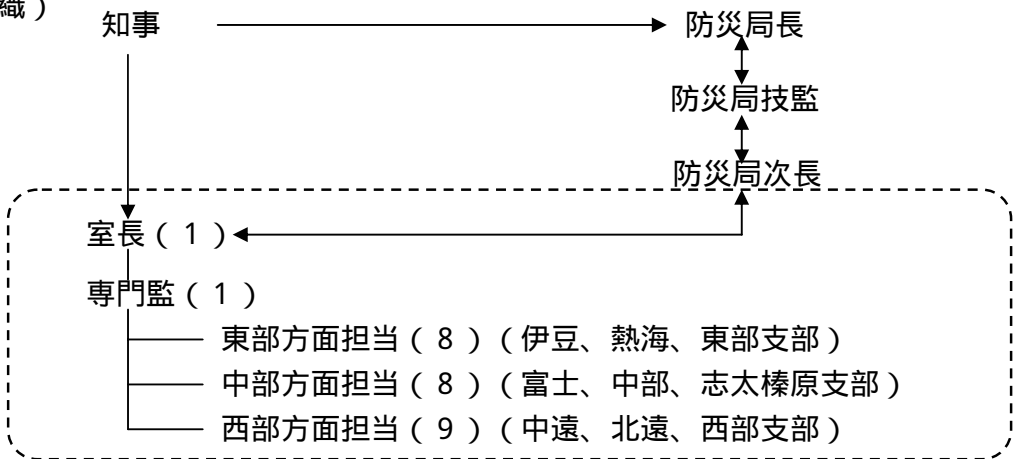 織）
知事 防災局長
防災局技監
防災局次長
室長（１）
専門監（１）
東部方面担当（８）（伊豆、熱海、東部支部）
中部方面担当（８）（富士、中部、志太榛原支部）
西部方面担当（９）（中遠、北遠、西部支部）